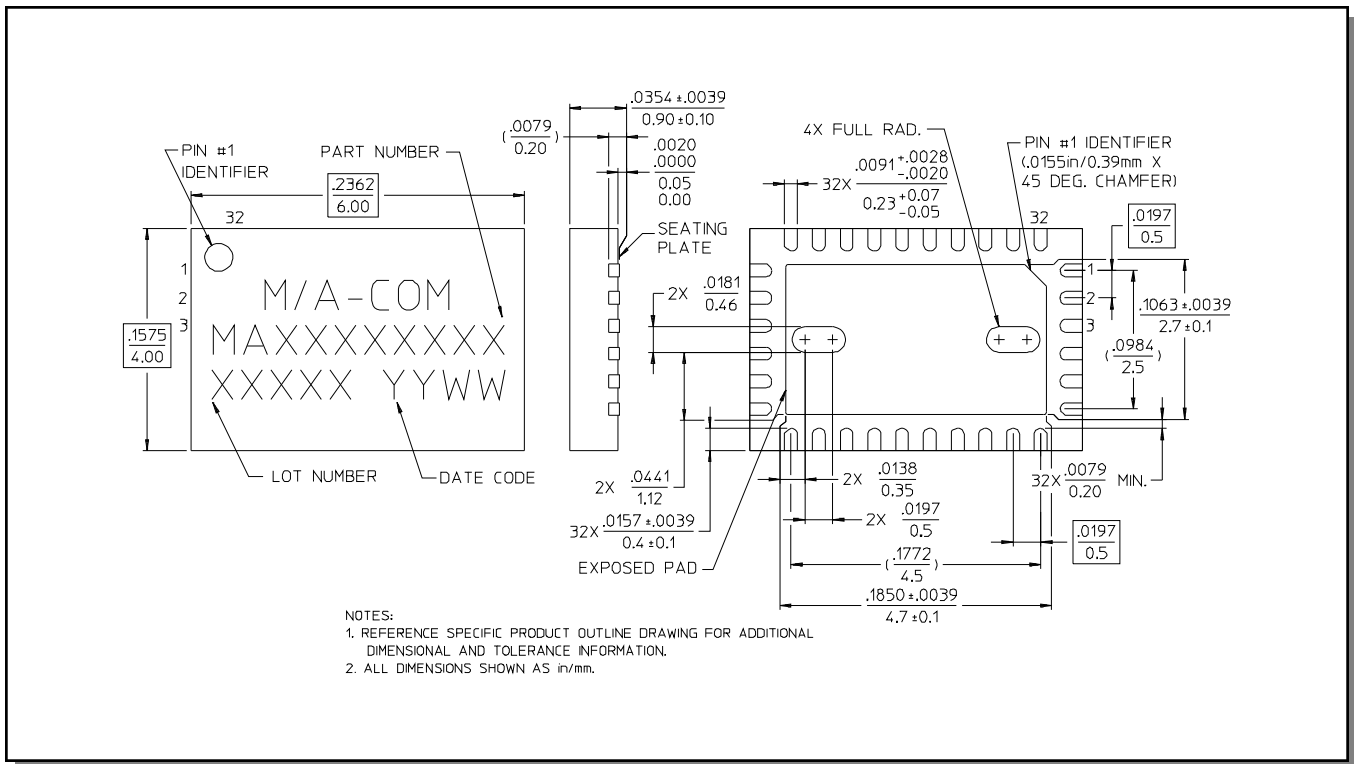 PIN #1
IDENTIFIER
PART NUMBER
.2362
6.00
32
1
2
3
.1575
4.00
M/A-COM
MAXXXXXXXX
XXXXX YYWW
LOT NUMBER
DATE CODE
.0354 ±.0039
0.90 ±0.10
(.0079)
0.20
.0020
.0000
0.05
0.00
SEATING
PLATE
4X FULL RAD.
32X .0091 +.0028
-.0020
0.23 +0.07
-0.05
PIN #1 IDENTIFIER
(.0155in/0.39mm X
45 DEG. CHAMFER)
32
.0197
0.5
1
2
3
2X .0181
0.46
.1063 ±.0039
2.7 ±0.1
(.0984)
2.5
2X .0441
1.12
32X .0157 ±.0039
0.4 ±0.1
EXPOSED PAD
2X .0138
0.35
2X .0197
0.5
32X .0079 MIN.
0.20
.0197
0.5
(.1772)
4.5
.1850 ±.0039
4.7 ±0.1
NOTES:
1. REFERENCE SPECIFIC PRODUCT OUTLINE DRAWING FOR ADDITIONAL
DIMENSIONAL AND TOLERANCE INFORMATION.
2. ALL DIMENSIONS SHOWN AS in/mm.